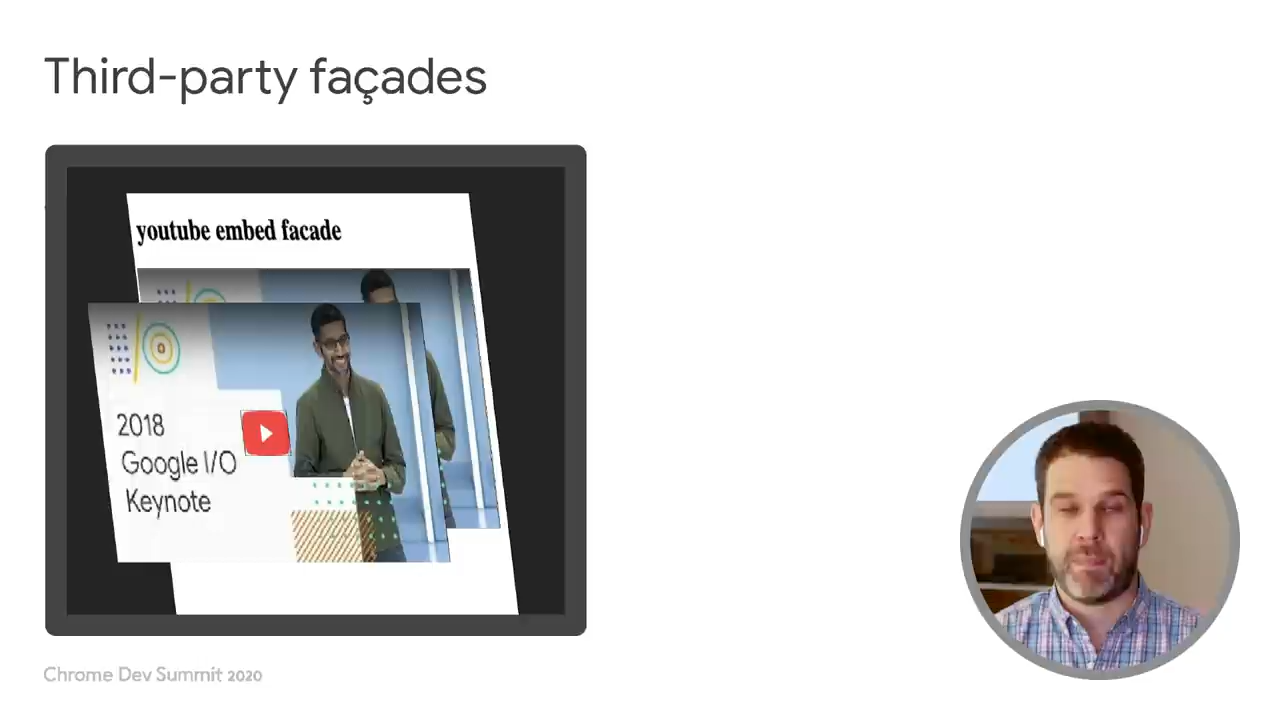 Third-party façades
youtube embed facade
2018
Google I/O
Keynote
Chrome Dev Summit 2020